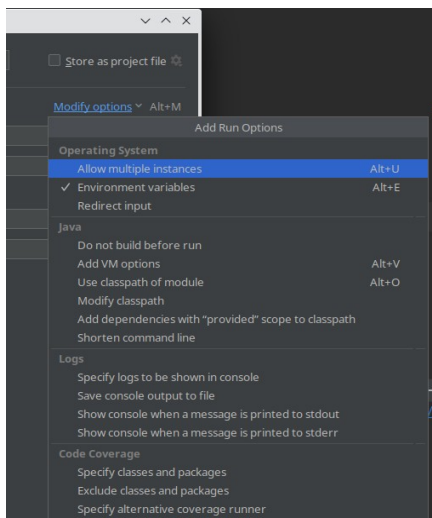 Store as project file
Modify options Alt+M
Add Run Options
Operating System
Allow multiple instances Alt+U
Environment variables Alt+E
Redirect input
Java
Do not build before run
Add VM options Alt+V
Use classpath of module Alt+O
Modify classpath
Add dependencies with “provided” scope to classpath
Shorten command line
Logs
Specify logs to be shown in console
Save console output to file
Show console when a message is printed to stdout
Show console when a message is printed to stderr
Code Coverage
Specify classes and packages
Exclude classes and packages
Specify alternative coverage runner